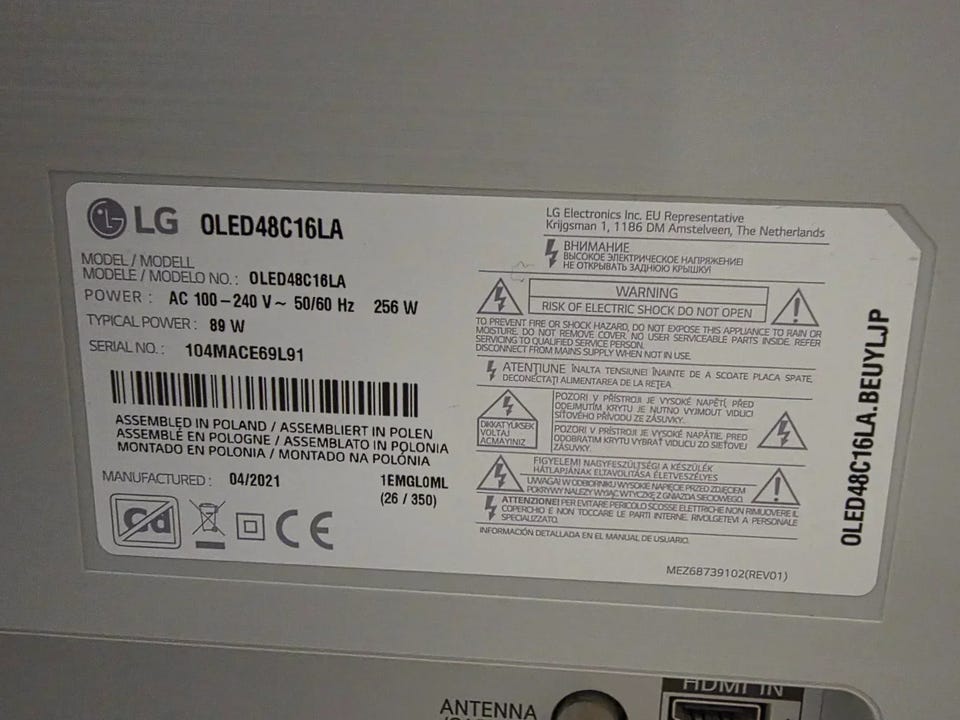 LG OLED48C16LA
MODEL / MODELL
MODELE / MODELO NO. : OLED48C16LA
POWER : AC 100-240 V~ 50/60 Hz 256 W
TYPICAL POWER : 89 W
SERIAL NO. : 104MACE69L91
ASSEMBLED IN POLAND / ASSEMBLIERT IN POLEN
ASSEMBLÉ EN POLOGNE / ASSEMBLATO IN POLONIA
MONTADO EN POLONIA / MONTADO NA POLÓNIA
MANUFACTURED : 04/2021 1EMGL0ML
(26 / 350)
Cd
CE
LG Electronics Inc. EU Representative
Krijgsman 1, 1186 DM Amstelveen, The Netherlands
ВНИМАНИЕ
ВЫСОКОЕ ЭЛЕКТРИЧЕСКОЕ НАПРЯЖЕНИЕ!
НЕ ОТКРЫВАТЬ ЗАДНЮЮ КРЫШКУ!
WARNING
RISK OF ELECTRIC SHOCK DO NOT OPEN
TO PREVENT FIRE OR SHOCK HAZARD, DO NOT EXPOSE THIS APPLIANCE TO RAIN OR
MOISTURE. DO NOT REMOVE COVER. NO USER SERVICEABLE PARTS INSIDE. REFER
SERVICING TO QUALIFIED SERVICE PERSON.
DISCONNECT FROM MAINS SUPPLY WHEN NOT IN USE.
ATENŢIUNE ÎNALTA TENSIUNE! ÎNAINTE DE A SCOATE PLACA SPATE,
DECONECTAŢI ALIMENTAREA DE LA REŢEA
DIKKAT!YUKSEK
VOLTAJ
ACMAYINIZ
POZOR! V PŘÍSTROJI JE VYSOKÉ NAPĚTÍ, PŘED
ODEJMUTÍM KRYTU JE NUTNO VYJMOUT VIDLICI
SÍŤOVÉHO PŘÍVODU ZE ZÁSUVKY.
POZOR! V PRÍSTROJI JE VYSOKÉ NAPÄTIE. PRED
ODOBRATIM KRYTU VYBRAŤ VIDLICU ZO SIEŤOVEJ
ZÁSUVKY.
FIGYELEM! NAGYFESZÜLTSÉG! A KÉSZÜLÉK
HÁTLAPJÁNAK ELTÁVOLÍTÁSA ÉLETVESZÉLYES
UWAGA! W ODBIORNIKU WYSOKIE NAPIĘCIE PRZED ZDJĘCIEM
POKRYWY NALEŻY WYJĄĆ WTYCZKĘ Z GNIAZDA SIECIOWEGO
ATTENZIONE! PER EVITARE PERICOLO SCOSSE ELETTRICHE NON RIMUOVERE IL
COPERCHIO E NON TOCCARE LE PARTI INTERNE. RIVOLGETEVI A PERSONALE
SPECIALIZZATO.
INFORMACIÓN DETALLADA EN EL MANUAL DE USUARIO.
MEZ68739102(REV01)
OLED48C16LA.BEUYLJP
ANTENNA
HDMI IN